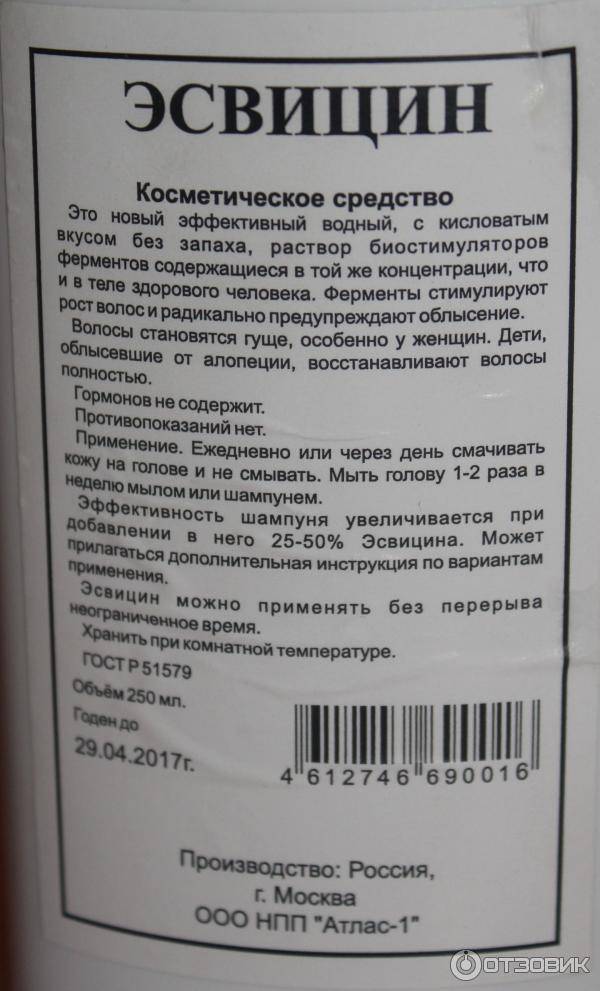 ЭСВИЦИН
Косметическое средство
Это новый эффективный водный, с кисловатым
вкусом без запаха, раствор биостимуляторов
ферментов содержащиеся в той же концентрации, что
и в теле здорового человека. Ферменты стимулируют
рост волос и радикально предупреждают облысение.
Волосы становятся гуще, особенно у женщин. Дети,
облысевшие от алопеции, восстанавливают волосы
полностью.
Гормонов не содержит.
Противопоказаний нет.
Применение. Ежедневно или через день смачивать
кожу на голове и не смывать. Мыть голову 1-2 раза в
неделю мылом или шампунем.
Эффективность шампуня увеличивается при
добавлении в него 25-50% Эсвицина. Может
прилагаться дополнительная инструкция по вариантам
применения.
Эсвицин можно применять без перерыва
неограниченное время.
Хранить при комнатной температуре.
ГОСТ Р 51579
Объём 250 мл.
Годен до
29.04.2017г.
4 612746 690016
Производство: Россия,
г. Москва
ООО НПП "Атлас-1"
ОТЗОВИК